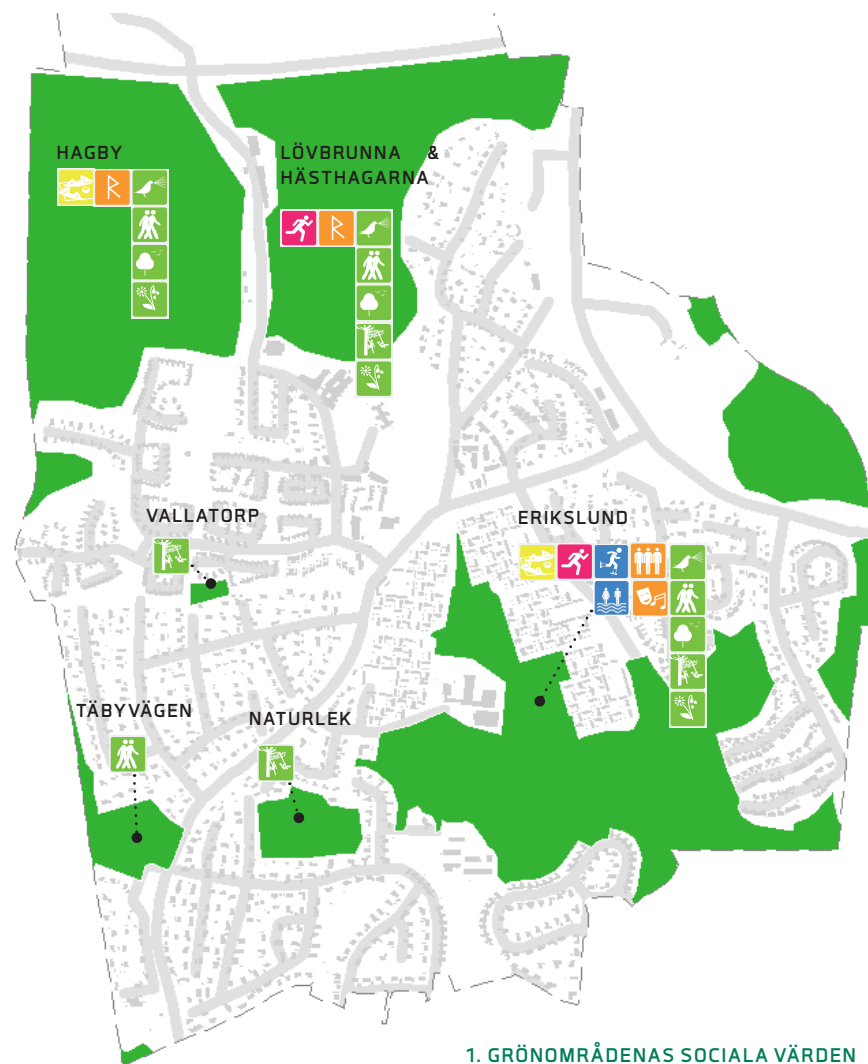 HAGBY
LÖVBRUNNA &
HÄSTHAGARNA
VALLATORP
ERIKSLUND
TÄBYVÄGEN
NATURLEK
1. GRÖNOMRÅDENAS SOCIALA VÄRDEN